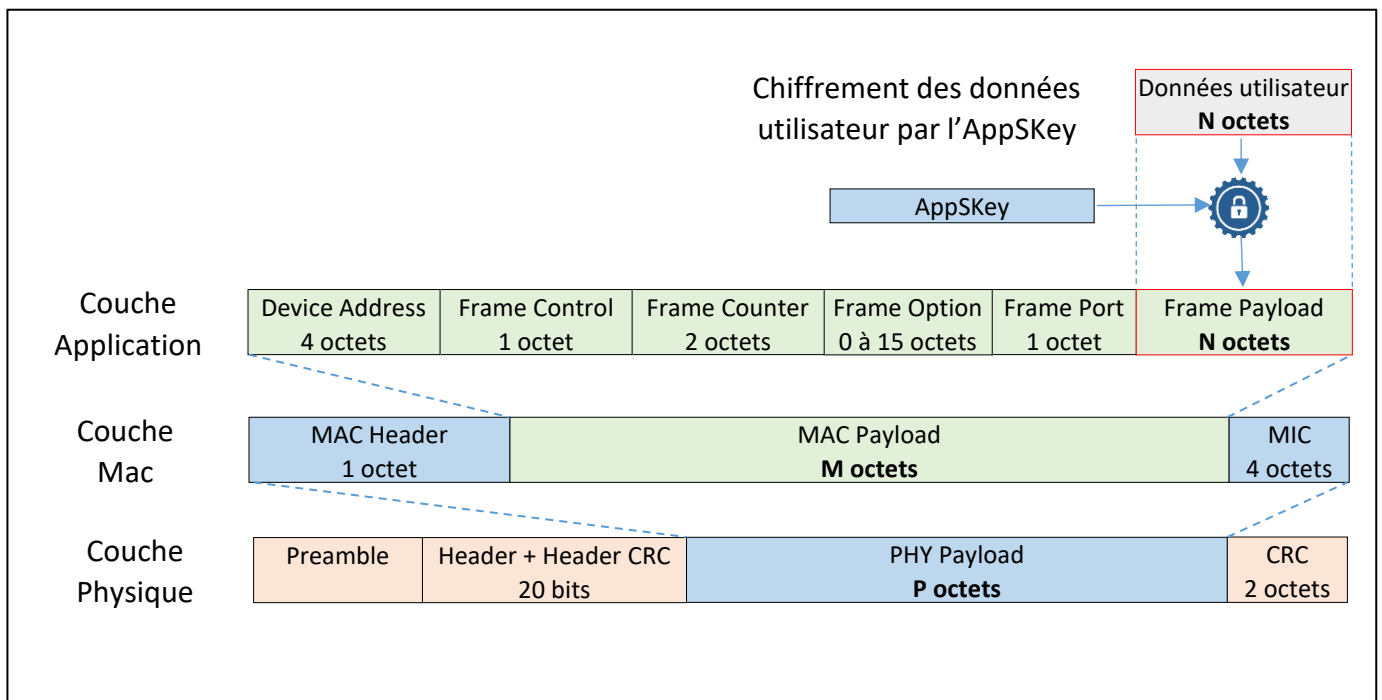 Chiffrement des données
utilisateur par l'AppSKey
Données utilisateur
N octets
AppSKey
Couche
Application
Device Address
4 octets
Frame Control
1 octet
Frame Counter
2 octets
Frame Option
0 à 15 octets
Frame Port
1 octet
Frame Payload
N octets
Couche
Mac
MAC Header
1 octet
MAC Payload
M octets
MIC
4 octets
Couche
Physique
Preamble
Header + Header CRC
20 bits
PHY Payload
P octets
CRC
2 octets